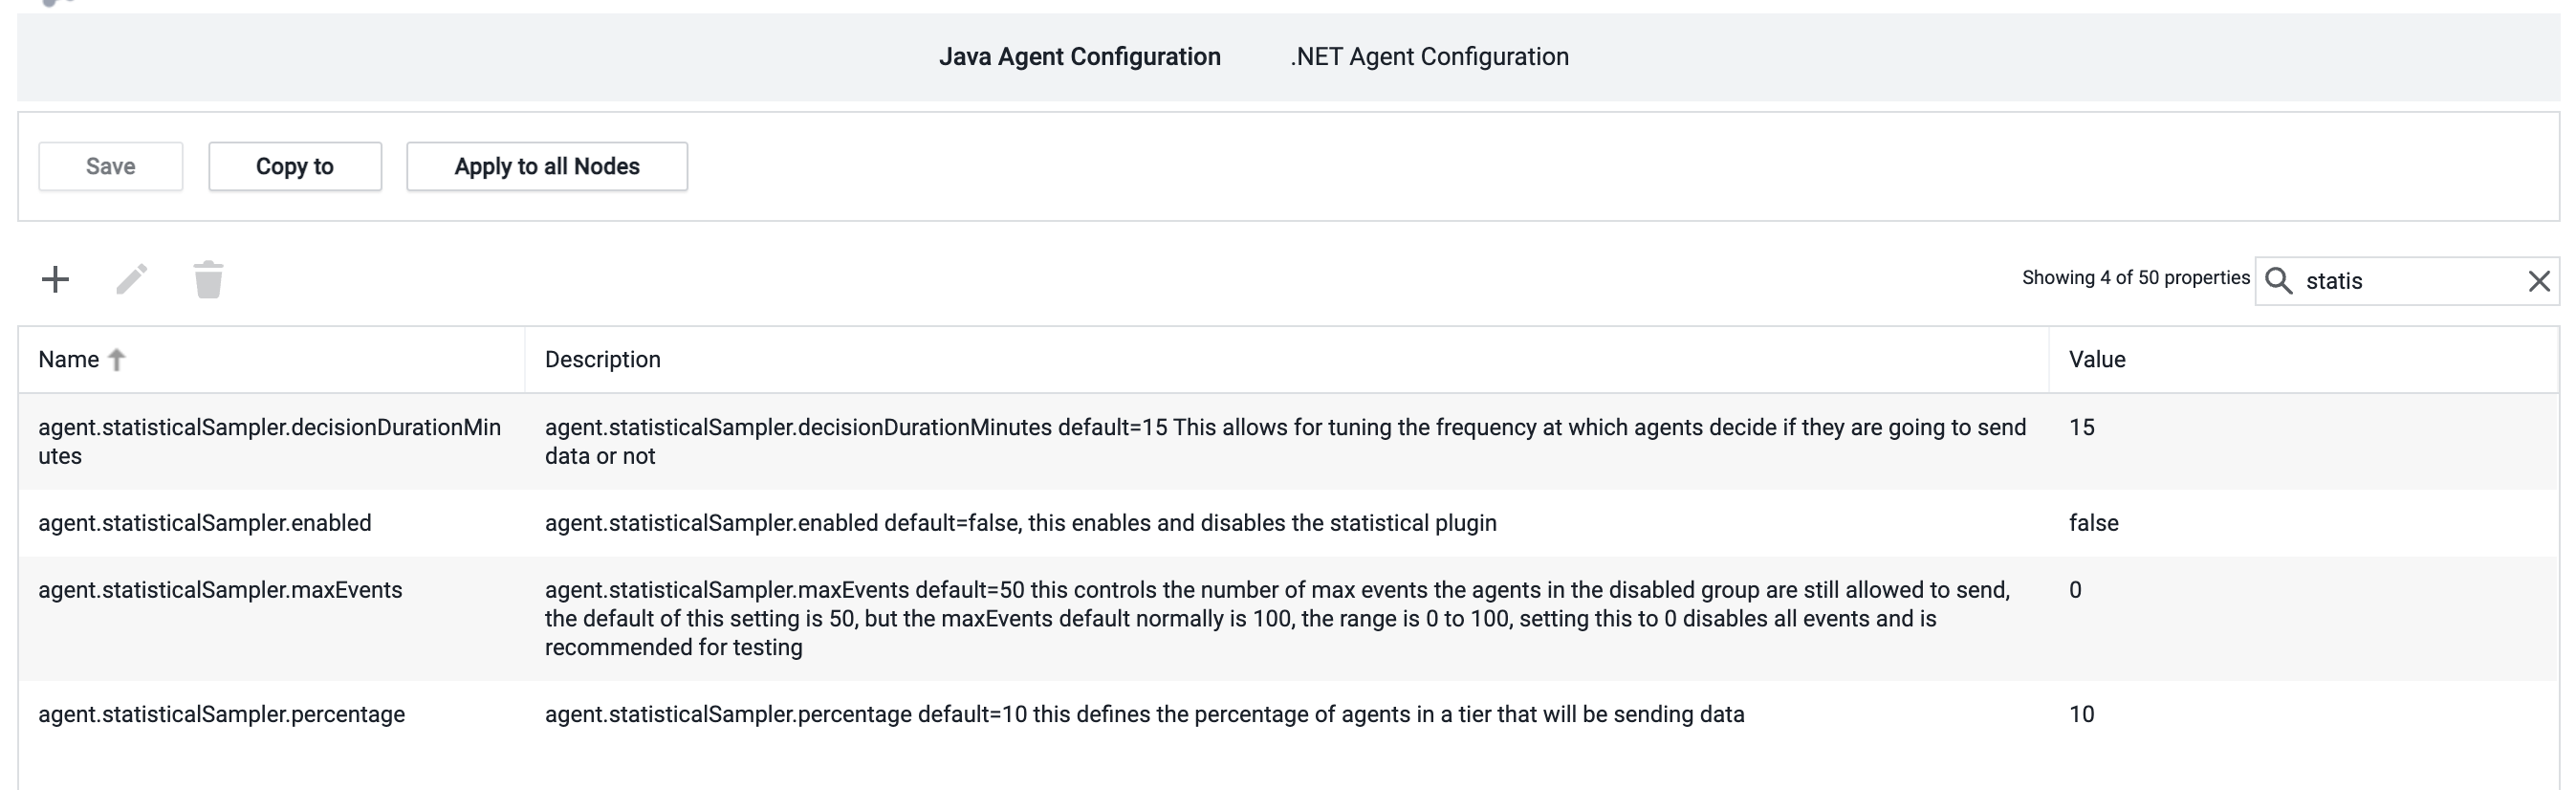 Java Agent Configuration .NET Agent Configuration
Save Copy to Apply to all Nodes
Showing 4 of 50 properties statis
Name Description Value
agent.statisticalSampler.decisionDurationMin
utes
agent.statisticalSampler.decisionDurationMinutes default=15 This allows for tuning the frequency at which agents decide if they are going to send
data or not
15
agent.statisticalSampler.enabled
agent.statisticalSampler.enabled default=false, this enables and disables the statistical plugin
false
agent.statisticalSampler.maxEvents
agent.statisticalSampler.maxEvents default=50 this controls the number of max events the agents in the disabled group are still allowed to send,
the default of this setting is 50, but the maxEvents default normally is 100, the range is 0 to 100, setting this to 0 disables all events and is
recommended for testing
0
agent.statisticalSampler.percentage
agent.statisticalSampler.percentage default=10 this defines the percentage of agents in a tier that will be sending data
10